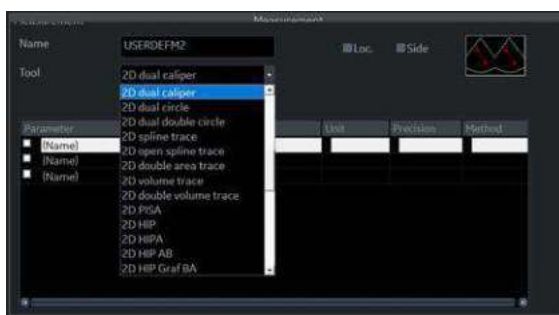 Measurement
Measurement
Name
USERDEFM2
Loc.
Side
Tool
2D dual caliper
2D dual caliper
2D dual circle
2D dual double circle
2D spline trace
2D open spline trace
2D double area trace
2D volume trace
2D double volume trace
2D PISA
2D HIP
2D HIPA
2D HIP AB
2D HIP Graf BA
Parameter
Unit
Precision
Method
(Name)
(Name)
(Name)